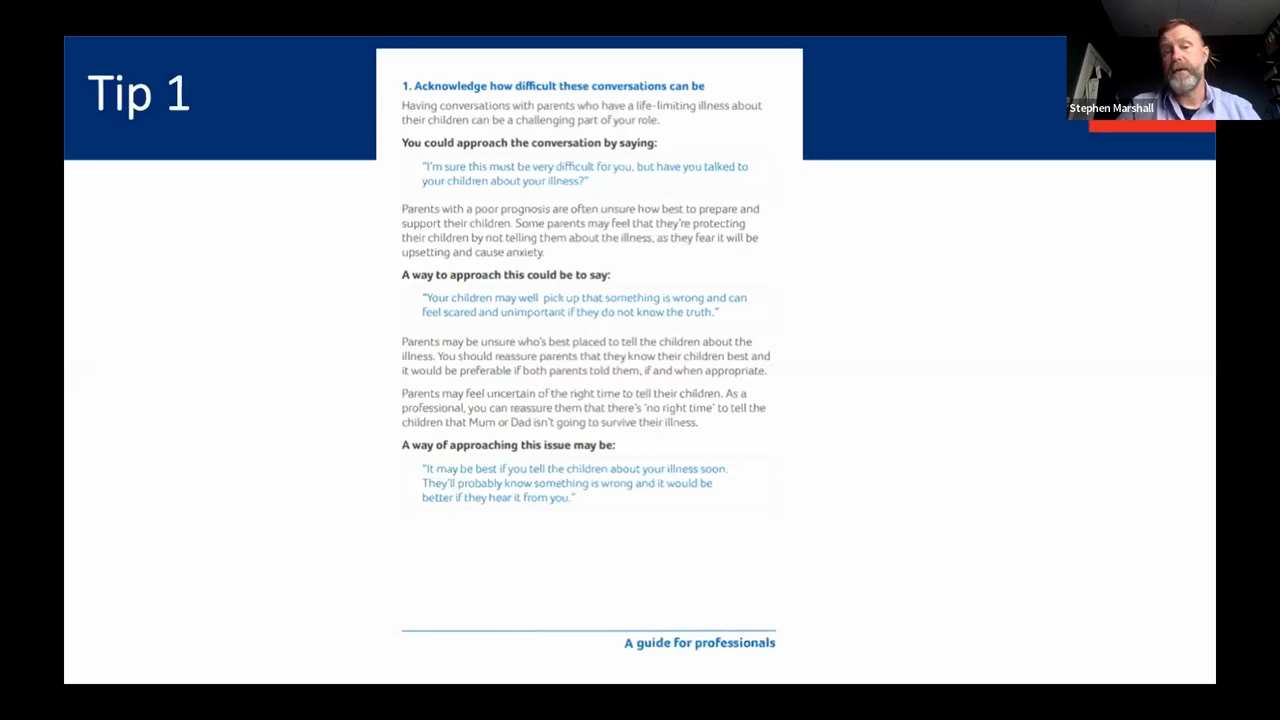 Tip 1
Stephen Marshall
1. Acknowledge how difficult these conversations can be
Having conversations with parents who have a life-limiting illness about
their children can be a challenging part of your role.
You could approach the conversation by saying:
"I'm sure this must be very difficult for you, but have you talked to
your children about your illness?"
Parents with a poor prognosis are often unsure how best to prepare and
support their children. Some parents may feel that they're protecting
their children by not telling them about the illness, as they fear it will be
upsetting and cause anxiety.
A way to approach this could be to say:
"Your children may well pick up that something is wrong and can
feel scared and unimportant if they do not know the truth."
Parents may be unsure who's best placed to tell the children about the
illness. You should reassure parents that they know their children best and
it would be preferable if both parents told them, if and when appropriate.
Parents may feel uncertain of the right time to tell their children. As a
professional, you can reassure them that there's 'no right time' to tell the
children that Mum or Dad isn't going to survive their illness.
A way of approaching this issue may be:
"It may be best if you tell the children about your illness soon.
They'll probably know something is wrong and it would be
better if they hear it from you."
A guide for professionals